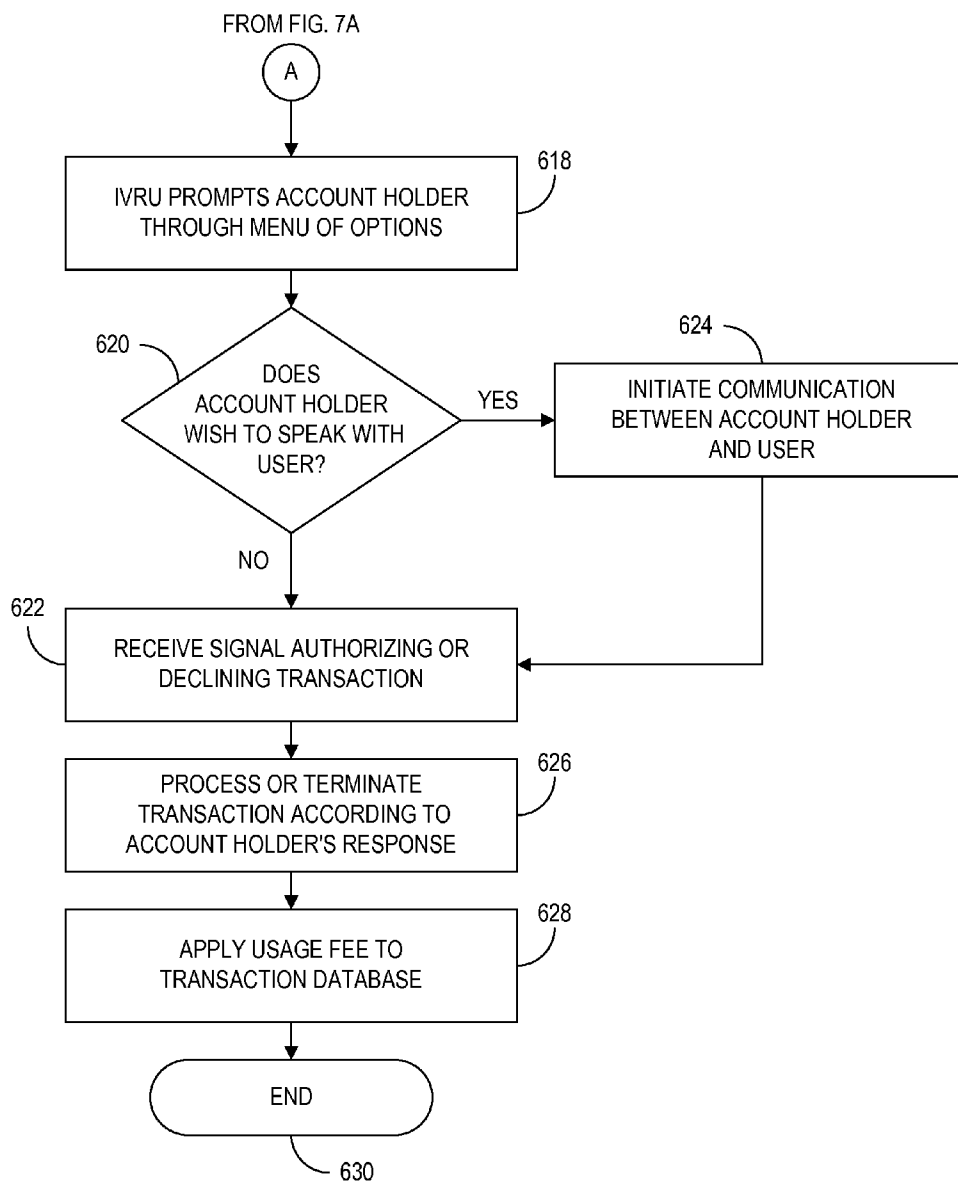 FROM FIG. 7A
A
618
IVRU PROMPTS ACCOUNT HOLDER
THROUGH MENU OF OPTIONS
620
DOES
ACCOUNT HOLDER
WISH TO SPEAK WITH
USER?
YES
624
INITIATE COMMUNICATION
BETWEEN ACCOUNT HOLDER
AND USER
NO
622
RECEIVE SIGNAL AUTHORIZING OR
DECLINING TRANSACTION
626
PROCESS OR TERMINATE
TRANSACTION ACCORDING TO
ACCOUNT HOLDER'S RESPONSE
628
APPLY USAGE FEE TO
TRANSACTION DATABASE
END
630